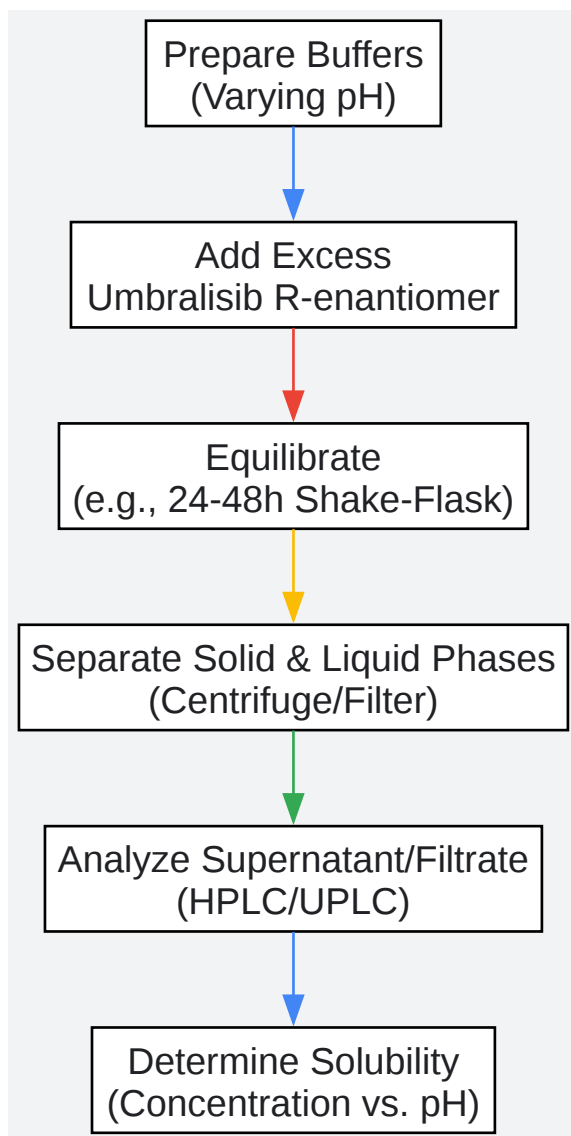 Prepare Buffers
(Varying pH)
Add Excess
Umbralisib R-enantiomer
Equilibrate
(e.g., 24-48h Shake-Flask)
Separate Solid & Liquid Phases
(Centrifuge/Filter)
Analyze Supernatant/Filtrate
(HPLC/UPLC)
Determine Solubility
(Concentration vs. pH)